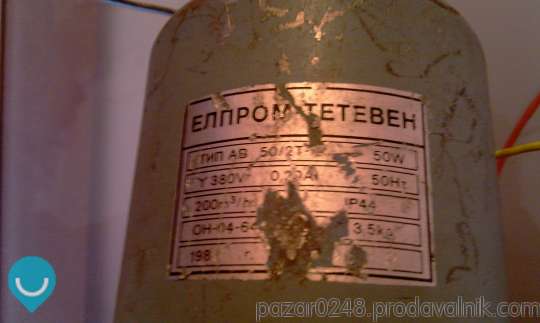 ЕЛПРОМ ТЕТЕВЕН
ТИП АВ 50/2Т 50W
Y 380V 50Hz
200m³/h IP44
ОН-04-64 3,5kg
198 г.
pazar0248.prodavalnik.com